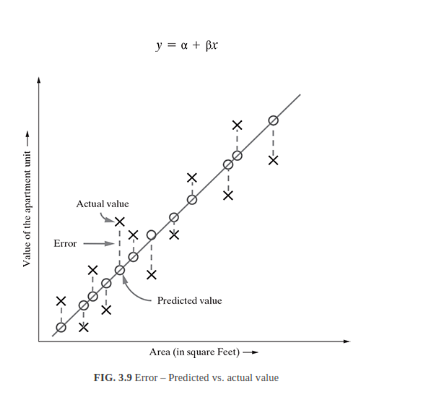 y = α + βx
Value of the apartment unit
Actual value
Error
Predicted value
Area (in square Feet)
FIG. 3.9 Error – Predicted vs. actual value